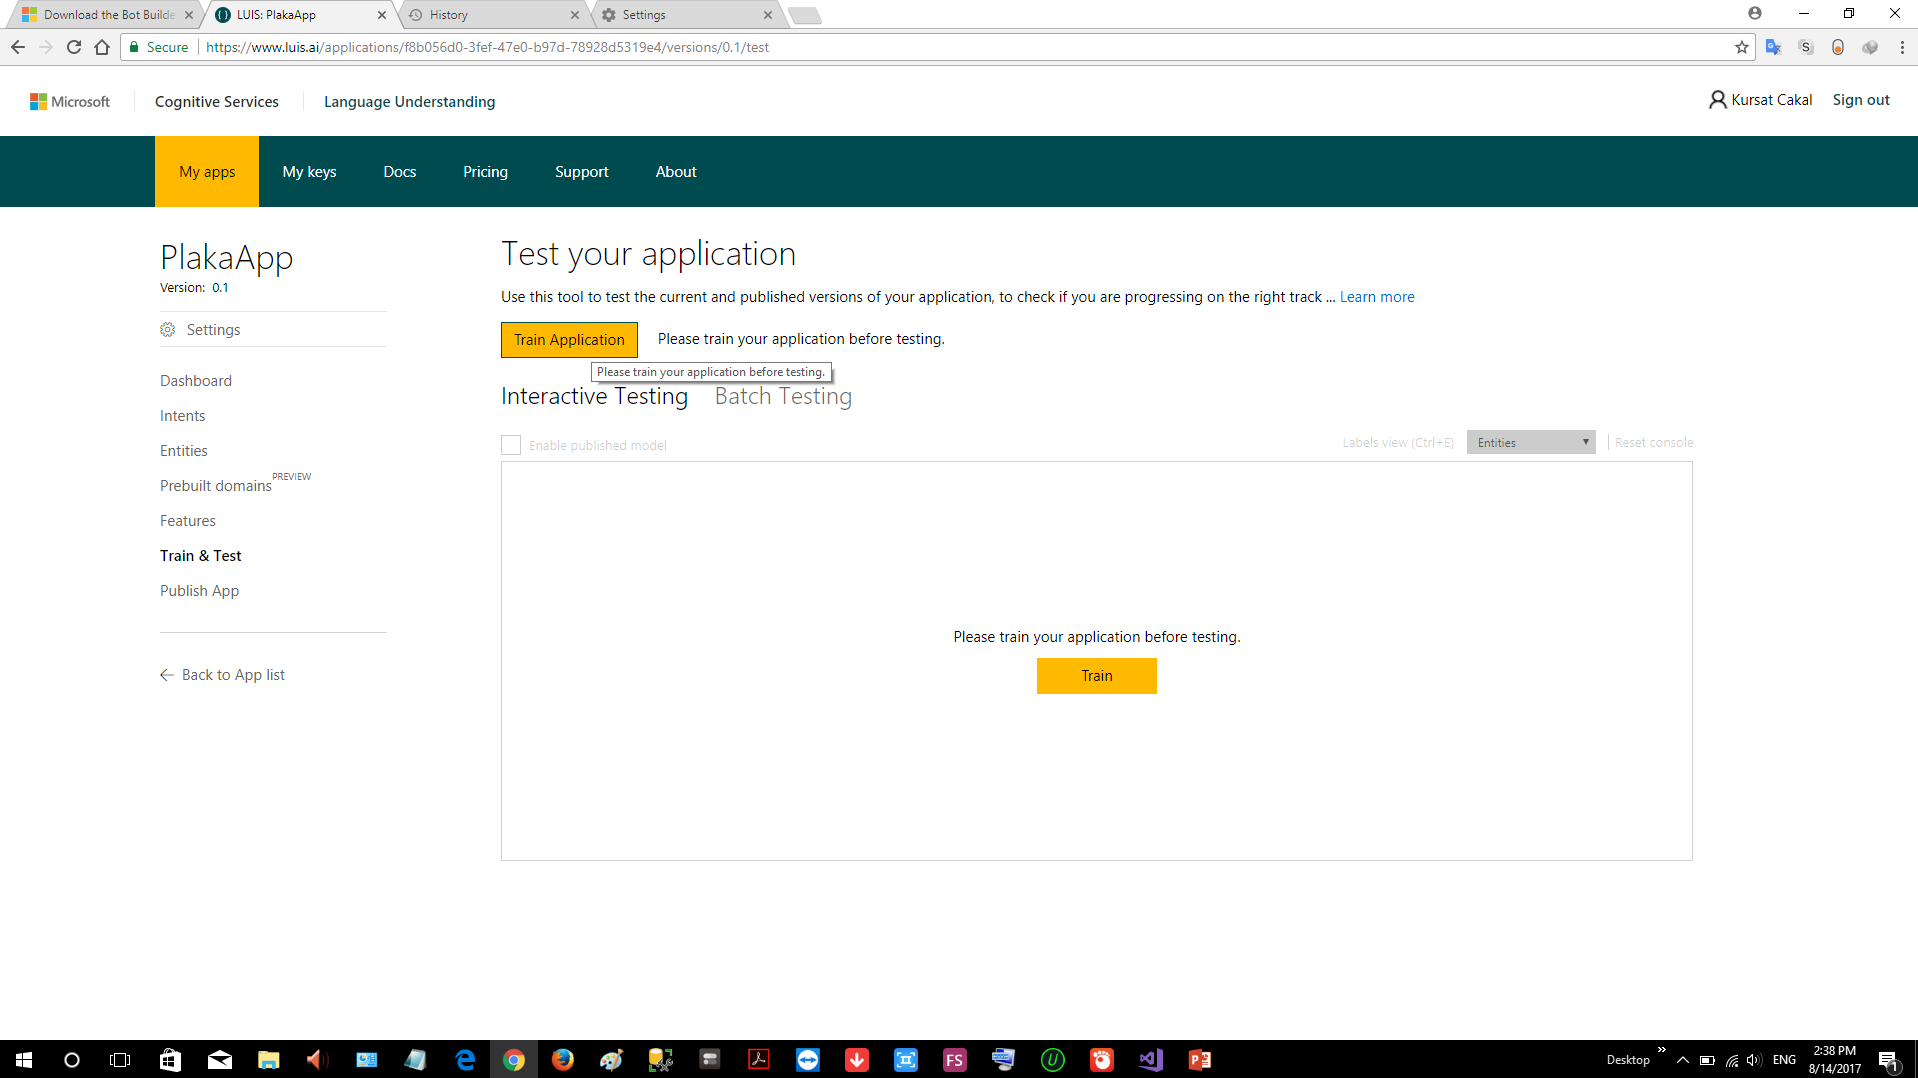 Download the Bot Builde
LUIS: PlakaApp
History
Settings
Secure
https://www.luis.ai/applications/f8b056d0-3fef-47e0-b97d-78928d5319e4/versions/0.1/test
Microsoft
Cognitive Services
Language Understanding
Kursat Cakal
Sign out
My apps
My keys
Docs
Pricing
Support
About
PlakaApp
Version: 0.1
Settings
Dashboard
Intents
Entities
Prebuilt domains PREVIEW
Features
Train & Test
Publish App
Back to App list
Test your application
Use this tool to test the current and published versions of your application, to check if you are progressing on the right track ... Learn more
Train Application
Please train your application before testing.
Please train your application before testing.
Interactive Testing
Batch Testing
Enable published model
Labels view (Ctrl+E)
Entities
Reset console
Please train your application before testing.
Train
FS
U
Desktop
ENG
2:38 PM
8/14/2017
1